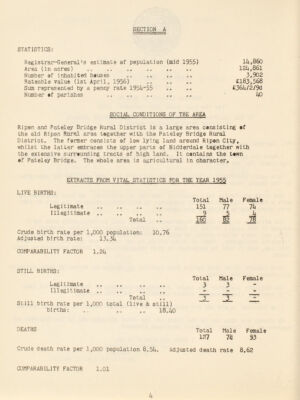 SECTION A
STATISTICS:
Registrar-General's estimate of population (mid 1955) 14,860
Area (in acres) .. .. .. .. .. 184,861
Number of inhabited houses .. .. .. 3,902
Rateable value (1st April, 1956) .. .. £183,568
Sum represented by a penny rate 1954-55 .. .. £364/2/9d
Number of parishes .. .. .. 40
SOCIAL CONDITIONS OF THE AREA
Ripon and Pateley Bridge Rural District is a large area consisting of
the old Ripon Rural area together with the Pateley Bridge Rural
District. The former consists of low lying land around Ripon City,
whilst the latter embraces the upper parts of Nidderdale together with
the extensive surrounding tracts of high land. It contains the town
of Pateley Bridge. The whole area is agricultural in character.
EXTRACTS FROM VITAL STATISTICS FOR THE YEAR 1955
LIVE BIRTHS: Total Male Female
Legitimate .. .. .. .. 151 77 74
Illegitimate .. .. .. .. 9 5 4
Total .. 160 82 78
Crude birth rate per 1,000 population: 10.76
Adjusted birth rate: 13.34
COMPARABILITY FACTOR 1.24
STILL BIRTHS: Total Male Female
Legitimate .. .. .. .. 3 3 -
Illegitimate .. .. .. .. - - -
Total .. 3 3 -
Still birth rate per 1,000 total (live & still)
births: .. .. .. 18.40
DEATHS Total Male Female
127 93
Crude death rate per 1,000 population 8.54. Adjusted death rate 8.62
COMPARABILITY FACTOR 1.01
4